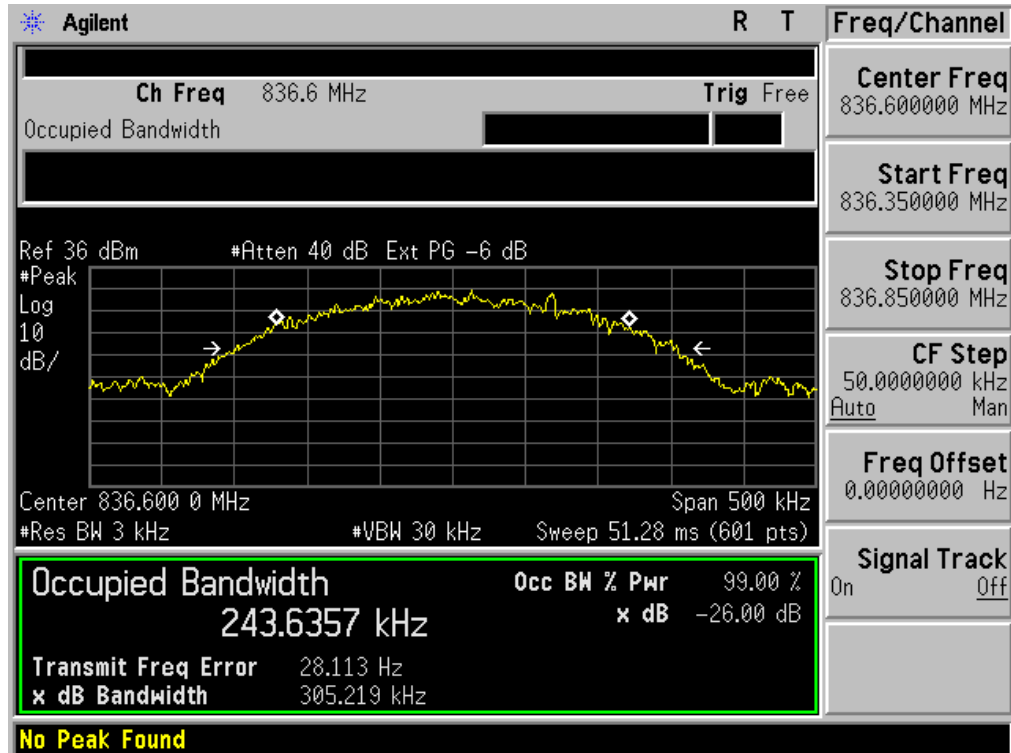 Agilent R T
Freq/Channel
Ch Freq 836.6 MHz Trig Free
Occupied Bandwidth
Ref 36 dBm #Atten 40 dB Ext PG -6 dB
#Peak
Log
10
dB/
Center 836.600 0 MHz Span 500 kHz
#Res BW 3 kHz #VBW 30 kHz Sweep 51.28 ms (601 pts)
Occupied Bandwidth
243.6357 kHz
Occ BW % Pwr 99.00 %
x dB -26.00 dB
Transmit Freq Error 28.113 Hz
x dB Bandwidth 305.219 kHz
No Peak Found
Center Freq
836.600000 MHz
Start Freq
836.350000 MHz
Stop Freq
836.850000 MHz
CF Step
50.0000000 kHz
Auto Man
Freq Offset
0.00000000 Hz
Signal Track
On Off